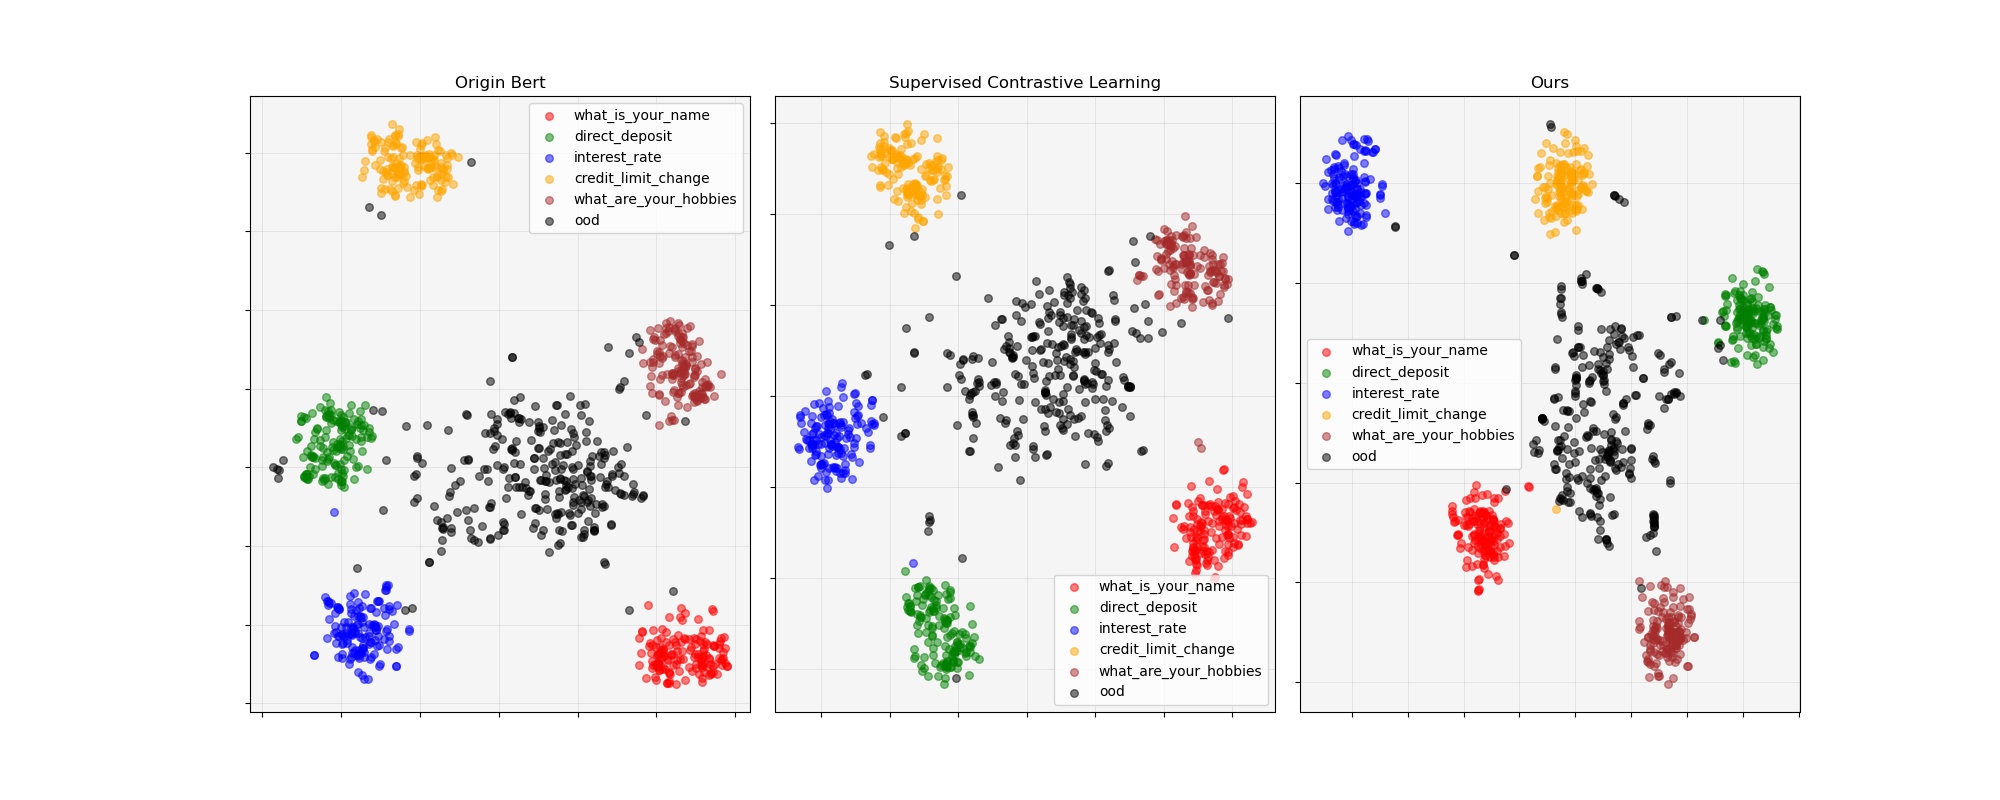 Origin Bert
what_is_your_name
direct_deposit
interest_rate
credit_limit_change
what_are_your_hobbies
ood
Supervised Contrastive Learning
what_is_your_name
direct_deposit
interest_rate
credit_limit_change
what_are_your_hobbies
ood
Ours
what_is_your_name
direct_deposit
interest_rate
credit_limit_change
what_are_your_hobbies
ood